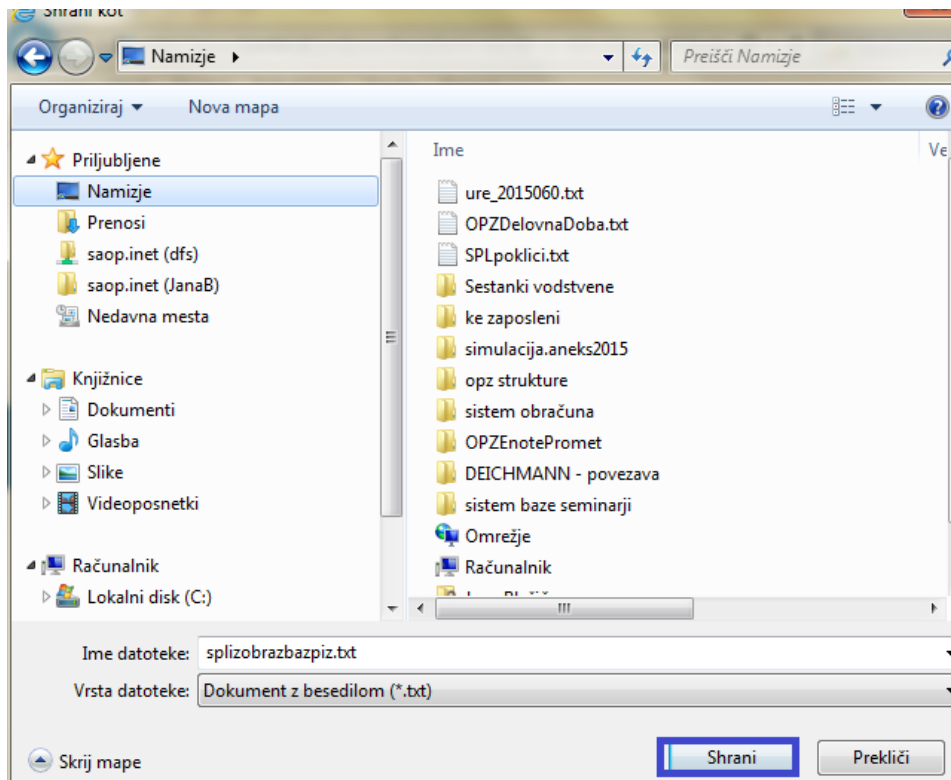 Shrani kot
Namizje
Preišči Namizje
Organiziraj
Nova mapa
Priljubljene
Namizje
Prenosi
saop.inet (dfs)
saop.inet (JanaB)
Nedavna mesta
Knjižnice
Dokumenti
Glasba
Slike
Videoposnetki
Računalnik
Lokalni disk (C:)
Ime
Ve
ure_2015060.txt
OPZDelovnaDoba.txt
SPLpoklici.txt
Sestanki vodstvene
ke zaposleni
simulacija.aneks2015
opz strukture
sistem obračuna
OPZEnotePromet
DEICHMANN - povezava
sistem baze seminarji
Omrežje
Računalnik
Ime datoteke: splizobrazbazpiz.txt
Vrsta datoteke: Dokument z besedilom (*.txt)
Skrij mape
Shrani
Prekliči